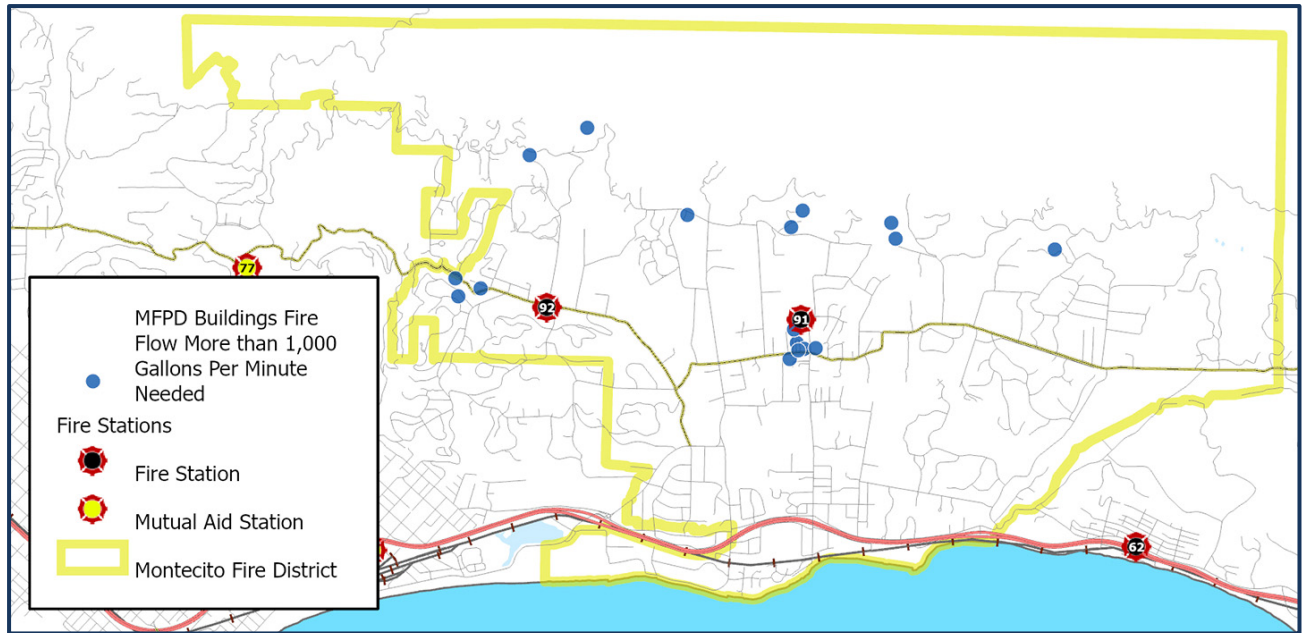 77
92
91
62
MFPD Buildings Fire
Flow More than 1,000
Gallons Per Minute
Needed
Fire Stations
Fire Station
Mutual Aid Station
Montecito Fire District